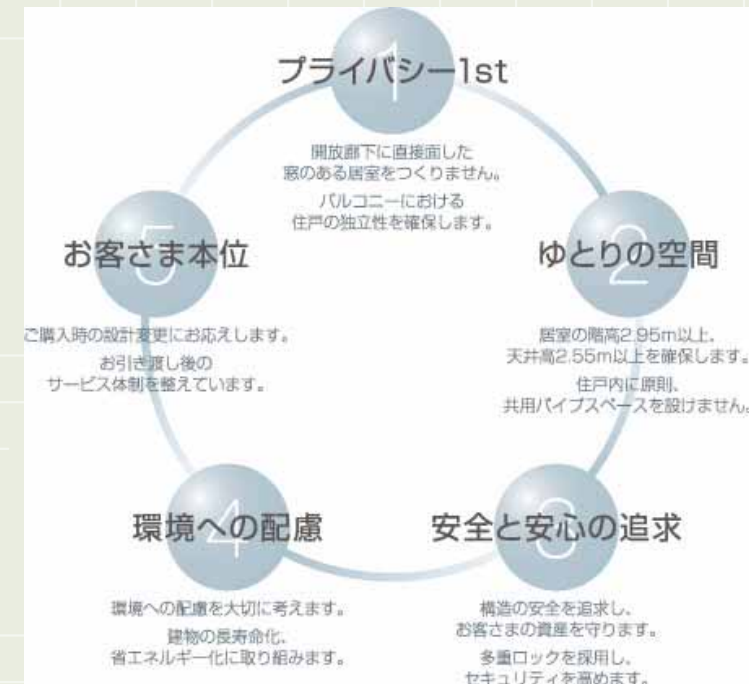 1
プライバシー1st
開放廊下に直接面した
窓のある居室をつくりません。
バルコニーにおける
住戸の独立性を確保します。
2
ゆとりの空間
居室の階高2.95m以上、
天井高2.55m以上を確保します。
住戸内に原則、
共用パイプスペースを設けません。
3
安全と安心の追求
構造の安全を追求し、
お客さまの資産を守ります。
多重ロックを採用し、
セキュリティを高めます。
4
環境への配慮
環境への配慮を大切に考えます。
建物の長寿命化、
省エネルギー化に取り組みます。
5
お客さま本位
ご購入時の設計変更にお応えします。
お引き渡し後の
サービス体制を整えています。